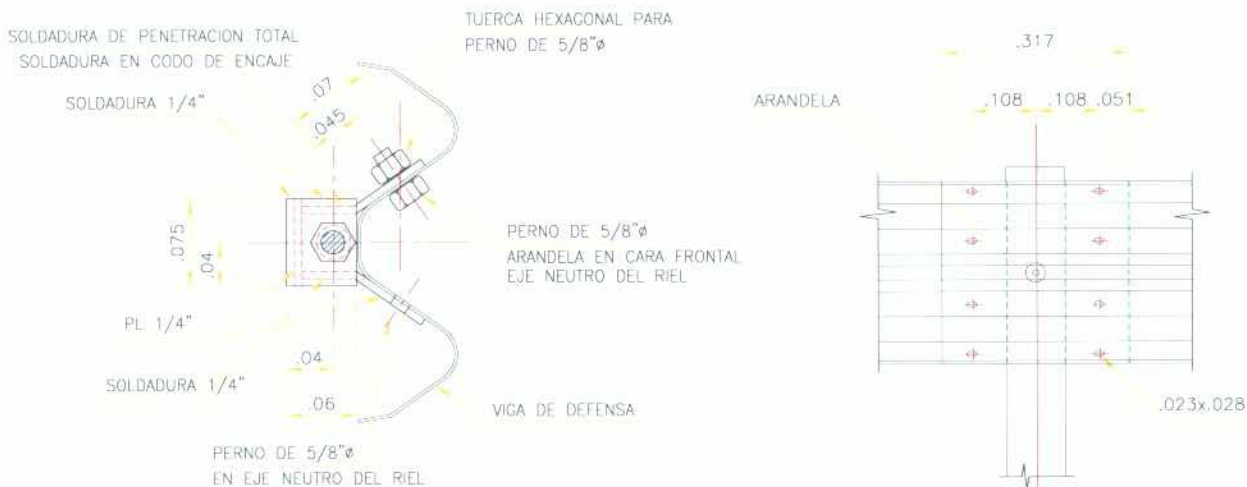 TUERCA HEXAGONAL PARA
PERNO DE 5/8"ø
SOLDADURA DE PENETRACION TOTAL
SOLDADURA EN CODO DE ENCAJE
SOLDADURA 1/4"
.07
.045
.075
.04
PERNO DE 5/8"ø
ARANDELA EN CARA FRONTAL
EJE NEUTRO DEL RIEL
PL 1/4"
.04
SOLDADURA 1/4"
.06
VIGA DE DEFENSA
PERNO DE 5/8"ø
EN EJE NEUTRO DEL RIEL
.317
ARANDELA
.108 .108 .051
.023x.028